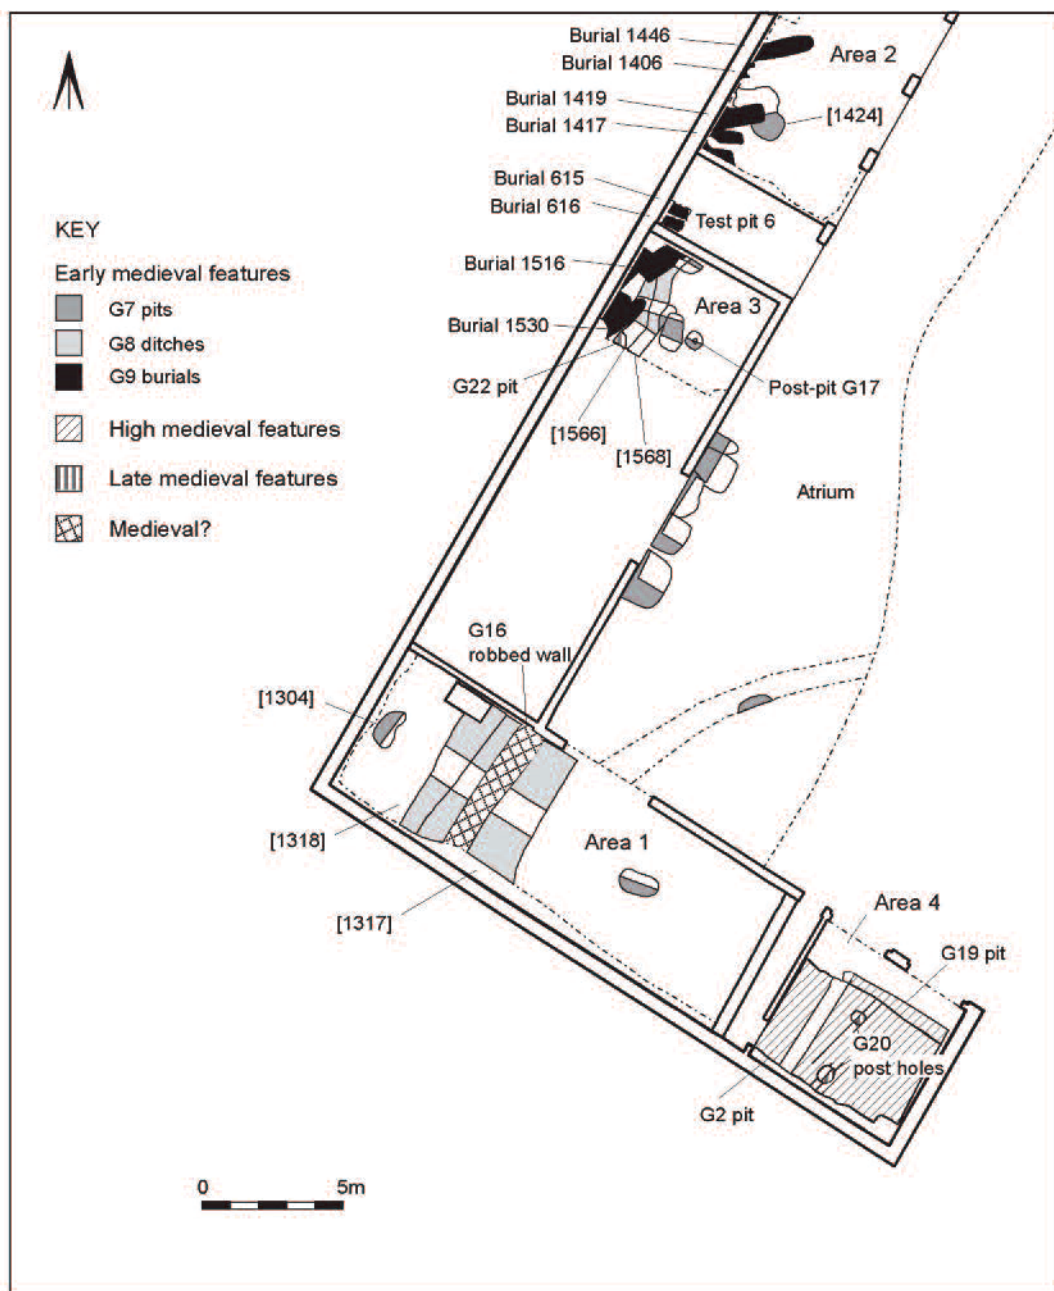 Burial 1446
Area 2
Burial 1406
Burial 1419
[1424]
Burial 1417
Burial 615
Burial 616
Test pit 6
KEY
Burial 1516
Early medieval features
G7 pits
Area 3
Burial 1530
G8 ditches
G9 burials
G22 pit
Post-pit G17
High medieval features
[1566]
[1568]
Late medieval features
Atrium
Medieval?
G16
robbed wall
[1304]
[1318]
Area 1
[1317]
Area 4
G19 pit
G20
post holes
G2 pit
0 5m